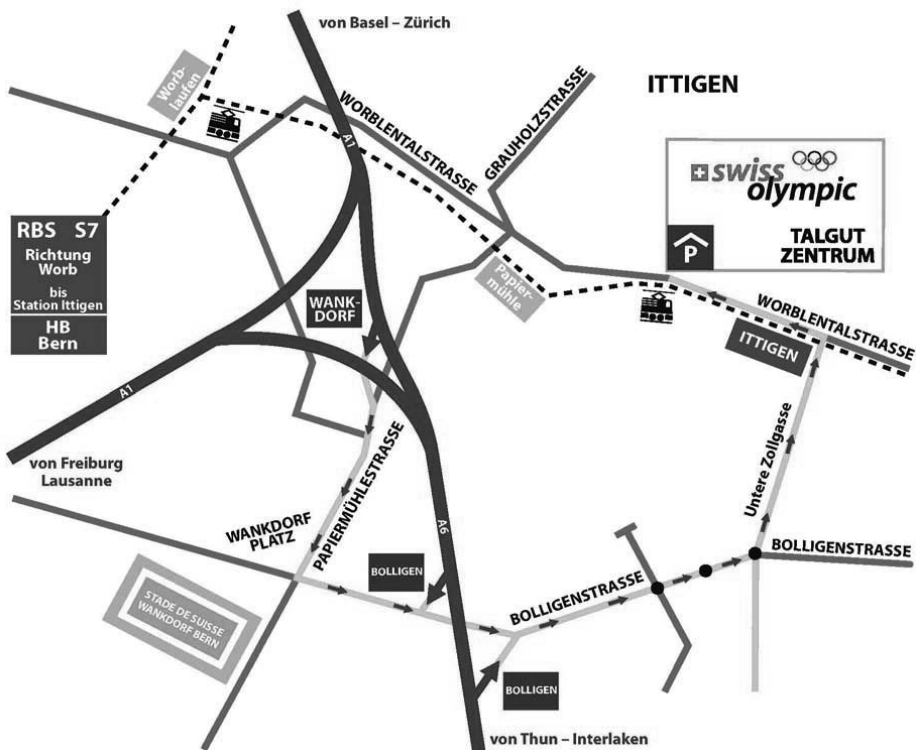 von Basel – Zürich
Worb-
laufen
A1
WORBLENTALSTRASSE
GRAUHOLZSTRASSE
ITTIGEN
swiss
olympic
P
TALGUT
ZENTRUM
RBS S7
Richtung
Worb
bis
Station Ittigen
HB
Bern
WANK-
DORF
Papier-
mühle
WORBLENTALSTRASSE
ITTIGEN
A1
von Freiburg
Lausanne
PAPIERMÜHLESTRASSE
Untere Zollgasse
WANKDORF
PLATZ
A6
BOLLIGEN
BOLLIGENSTRASSE
BOLLIGENSTRASSE
STADE DE SUISSE
WANKDORF BERN
BOLLIGEN
von Thun – Interlaken